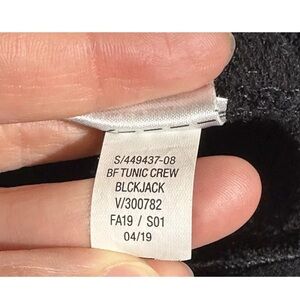 S/449437-08
BF TUNIC CREW
BLCKJACK
V/300782
FA19 / S01
04/19